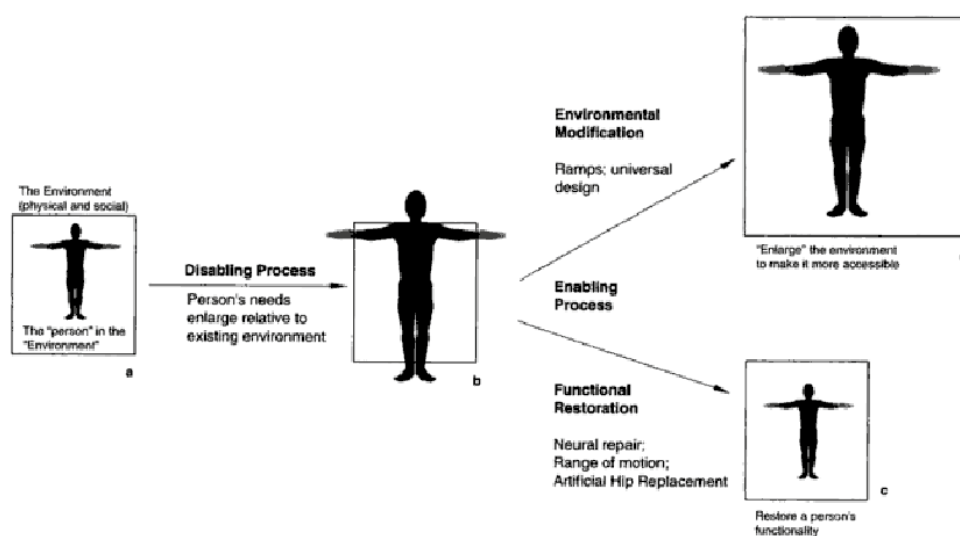 The Environment
(physical and social)
The "person" in the
"Environment"
a
Disabling Process
Person's needs
enlarge relative to
existing environment
b
Environmental
Modification
Ramps; universal
design
Enabling
Process
Functional
Restoration
Neural repair;
Range of motion;
Artificial Hip Replacement
"Enlarge" the environment
to make it more accessible
c
Restore a person's
functionality